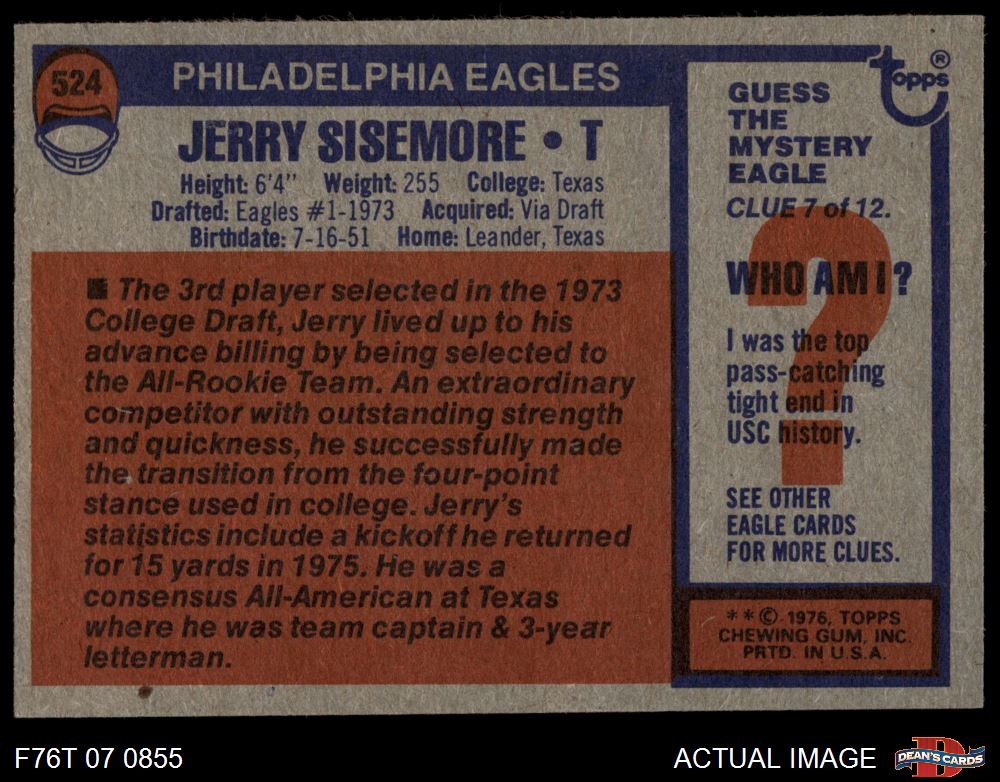 524
PHILADELPHIA EAGLES
JERRY SISEMORE • T
Height: 6'4" Weight: 255 College: Texas
Drafted: Eagles #1-1973 Acquired: Via Draft
Birthdate: 7-16-51 Home: Leander, Texas
■ The 3rd player selected in the 1973
College Draft, Jerry lived up to his
advance billing by being selected to
the All-Rookie Team. An extraordinary
competitor with outstanding strength
and quickness, he successfully made
the transition from the four-point
stance used in college. Jerry's
statistics include a kickoff he returned
for 15 yards in 1975. He was a
consensus All-American at Texas
where he was team captain & 3-year
letterman.
topps ®
GUESS
THE
MYSTERY
EAGLE
CLUE 7 of 12.
?
WHO AM I?
I was the top
pass-catching
tight end in
USC history.
SEE OTHER
EAGLE CARDS
FOR MORE CLUES.
* * © 1976, TOPPS
CHEWING GUM, INC.
PRTD. IN U.S.A.
F76T 07 0855
ACTUAL IMAGE
D
DEAN'S CARDS